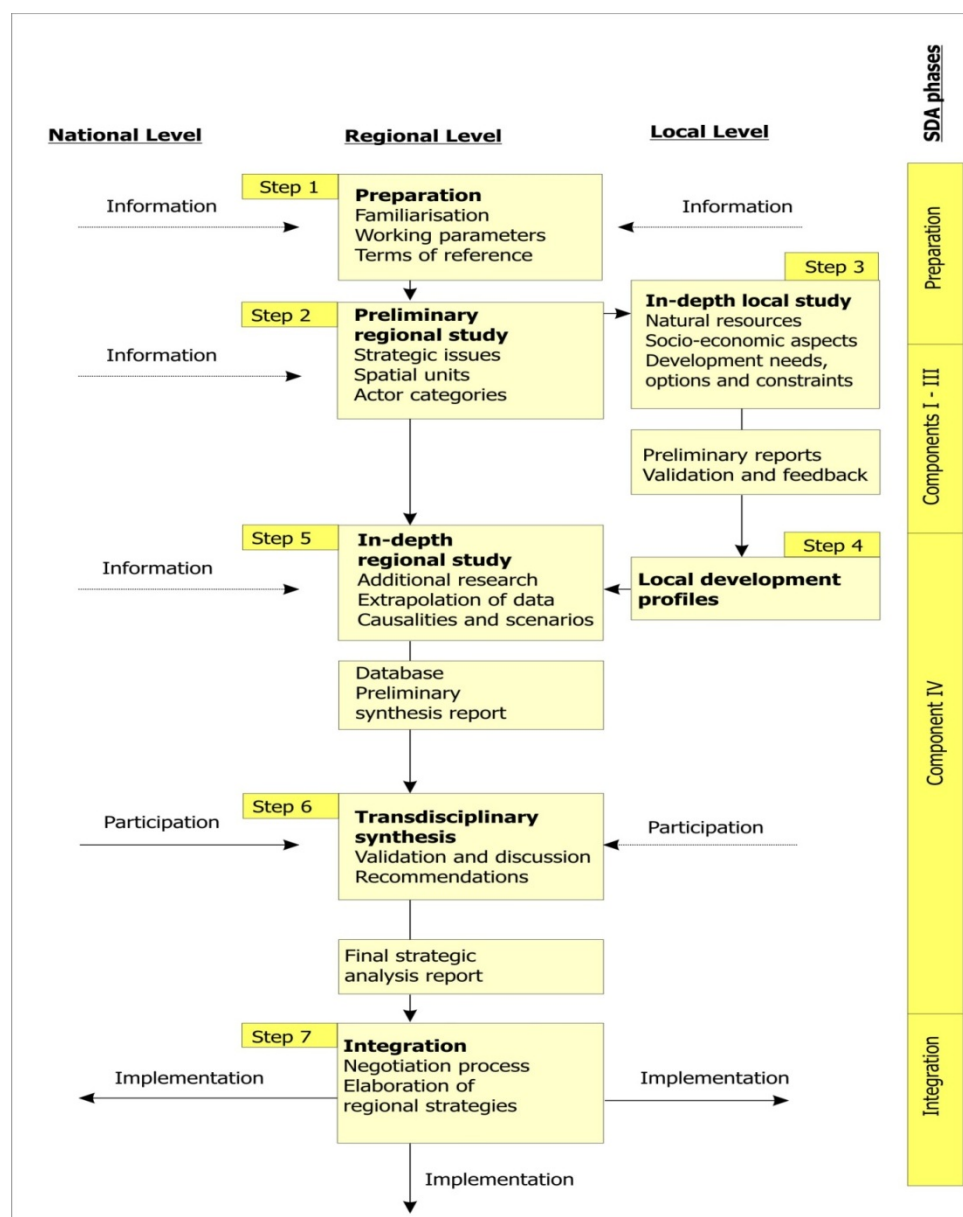 SDA phases
National Level
Regional Level
Local Level
Step 1
Preparation
Familiarisation
Working parameters
Terms of reference
Information
Information
Preparation
Step 3
In-depth local study
Natural resources
Socio-economic aspects
Development needs,
options and constraints
Step 2
Preliminary
regional study
Strategic issues
Spatial units
Actor categories
Information
Components I - III
Preliminary reports
Validation and feedback
Step 5
In-depth
regional study
Additional research
Extrapolation of data
Causalities and scenarios
Information
Step 4
Local development
profiles
Database
Preliminary
synthesis report
Component IV
Step 6
Transdisciplinary
synthesis
Validation and discussion
Recommendations
Participation
Participation
Final strategic
analysis report
Step 7
Integration
Negotiation process
Elaboration of
regional strategies
Implementation
Implementation
Integration
Implementation